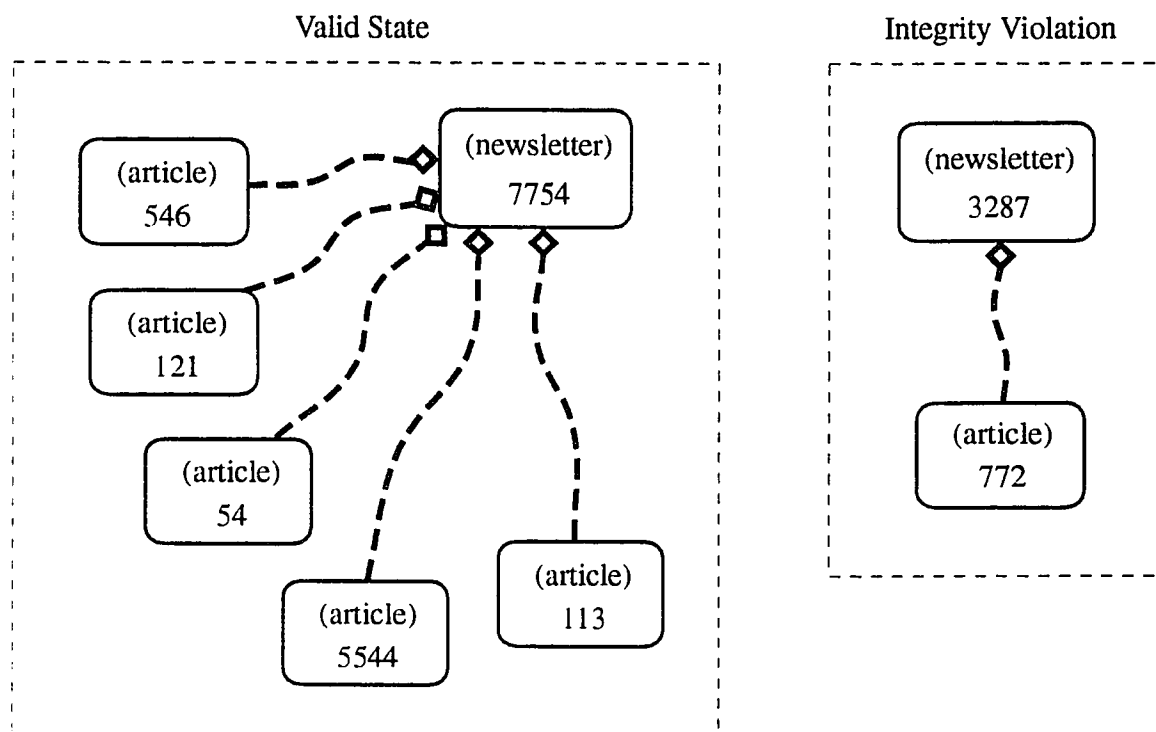 Valid State
(newsletter)
7754
(article)
546
(article)
121
(article)
54
(article)
5544
(article)
113
Integrity Violation
(newsletter)
3287
(article)
772